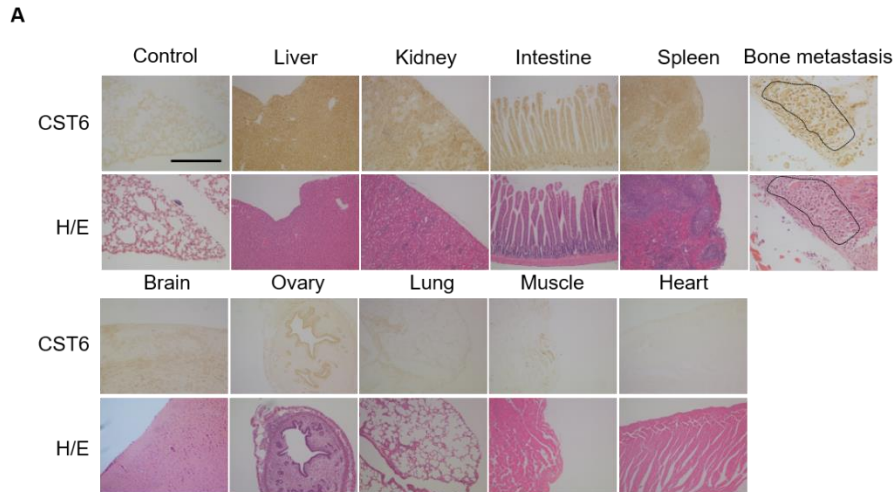 A
Control Liver Kidney Intestine Spleen Bone metastasis
CST6
H/E
Brain Ovary Lung Muscle Heart
CST6
H/E